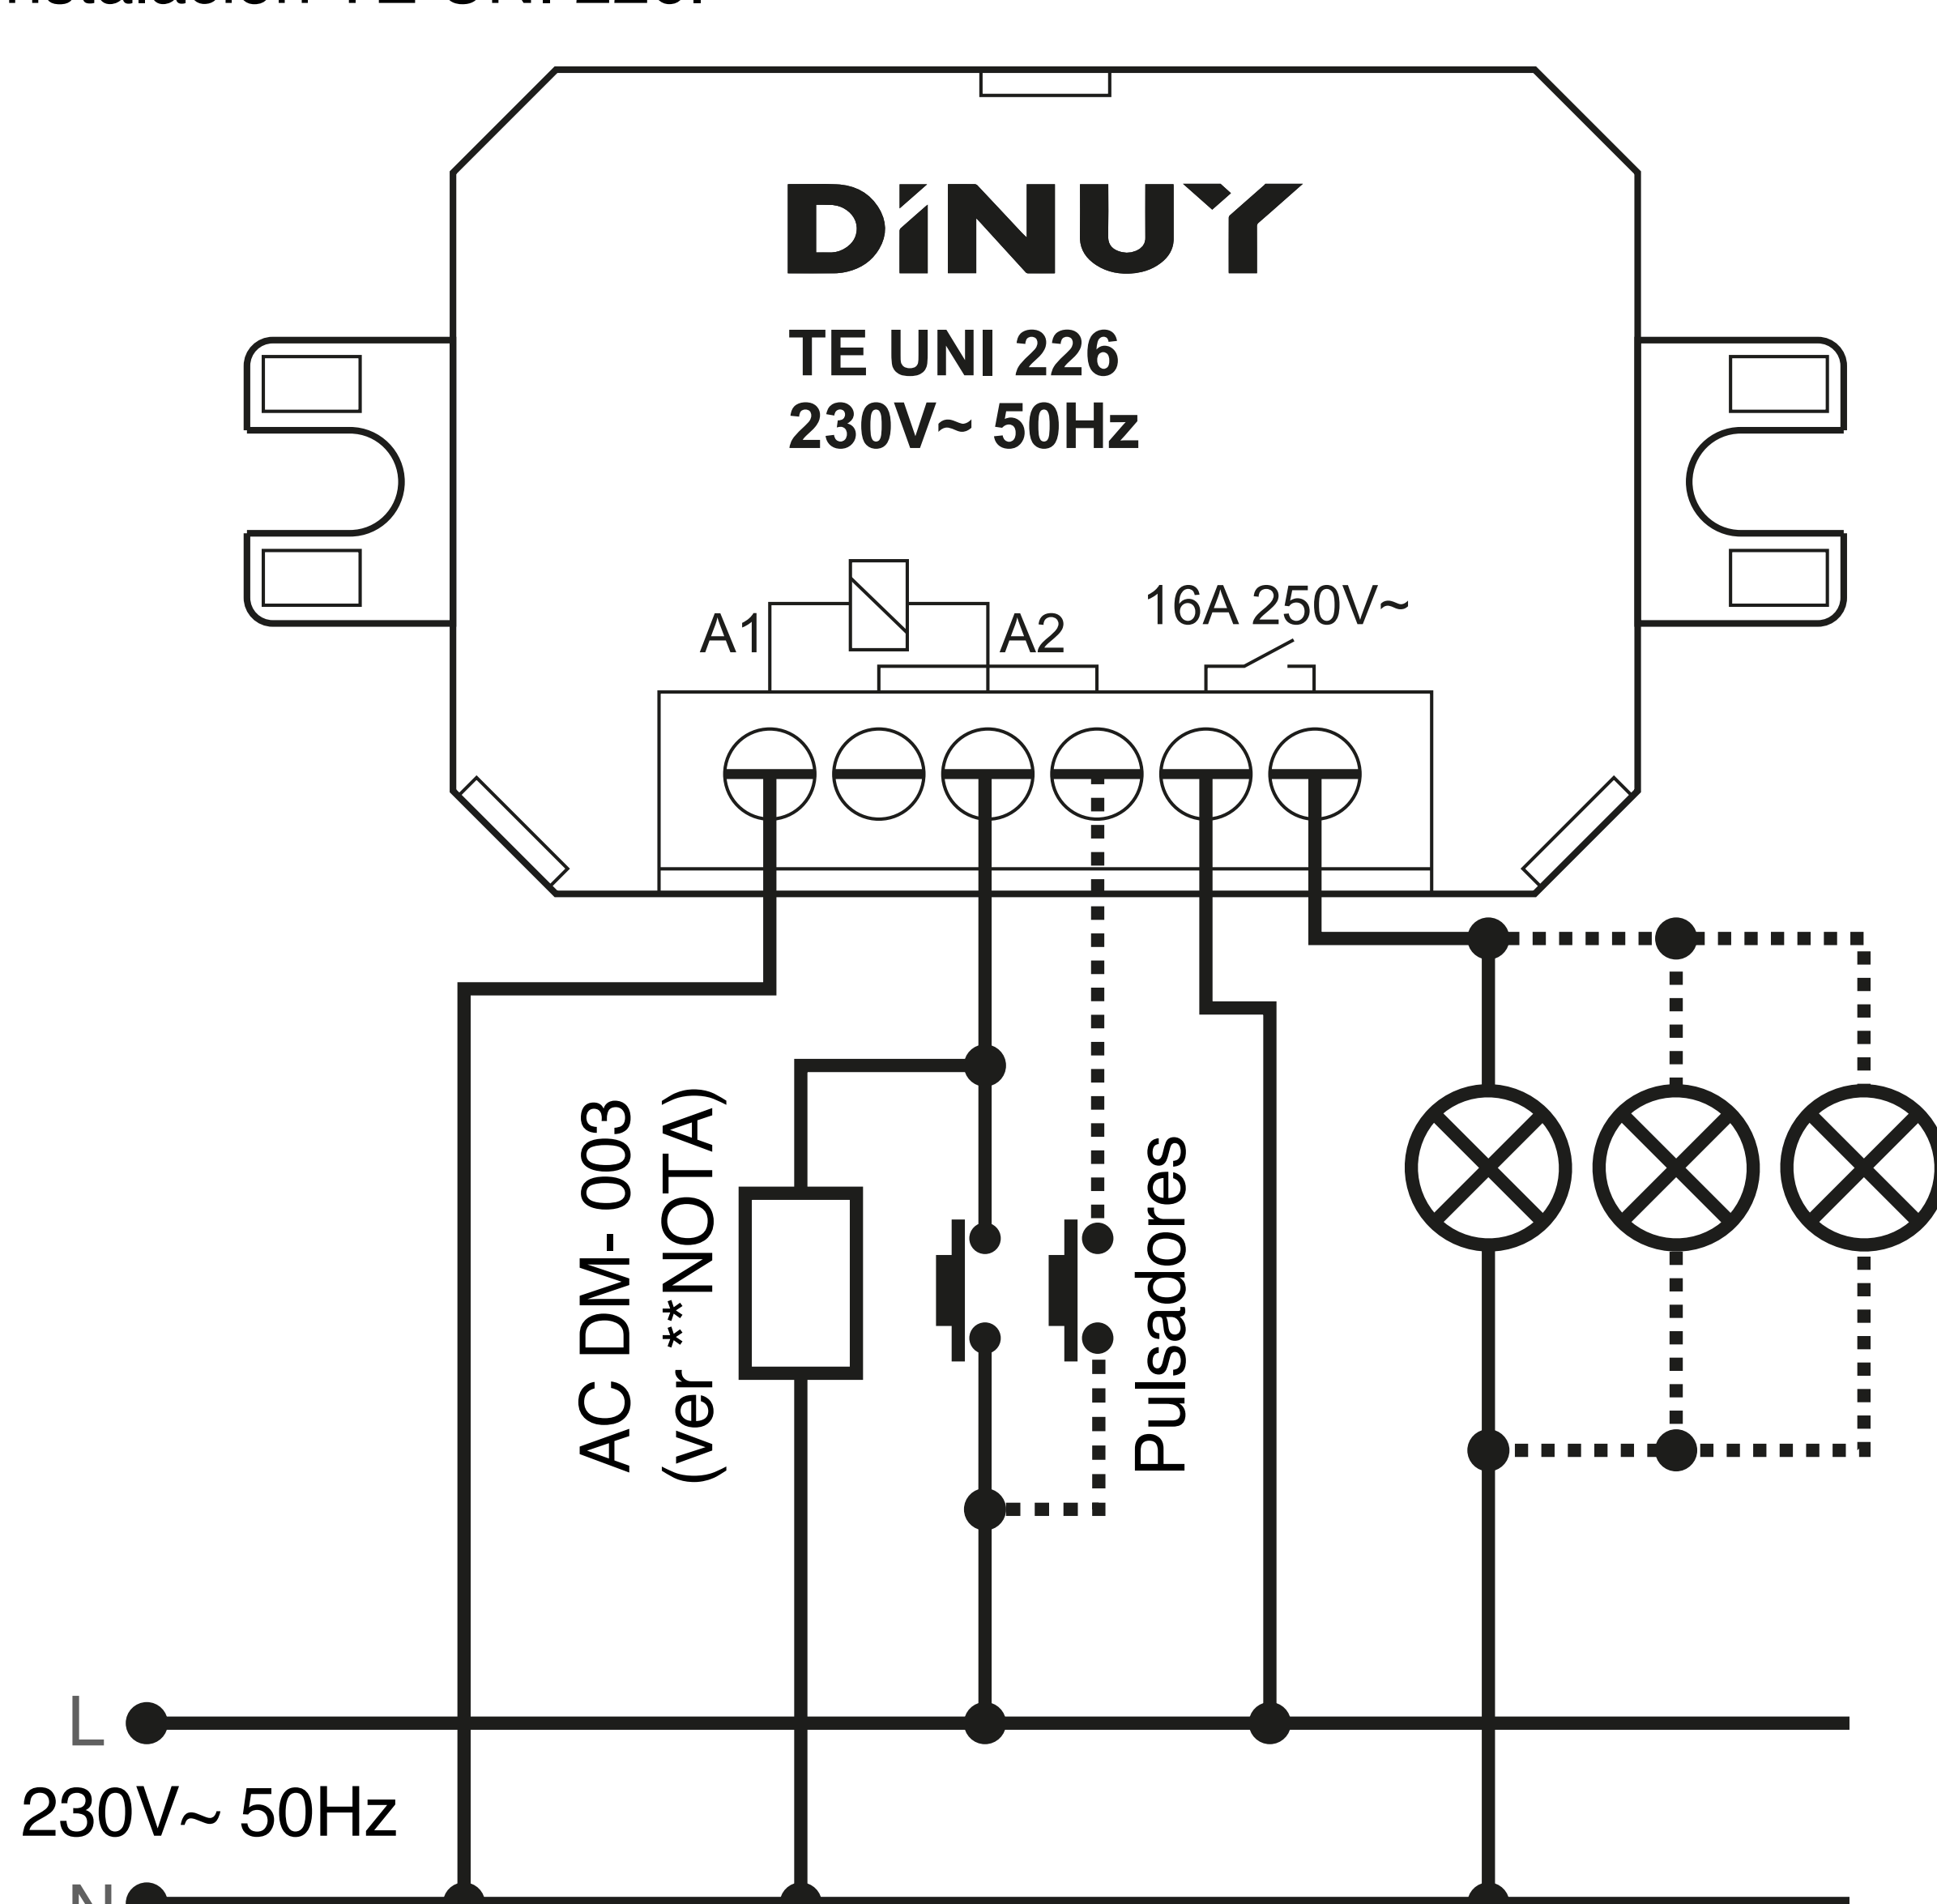 DINUY
TE UNI 226
230V~ 50Hz
A1
A2
16A 250V~
AC DM- 003
(ver **NOTA)
Pulsadores
L
230V~ 50Hz
N